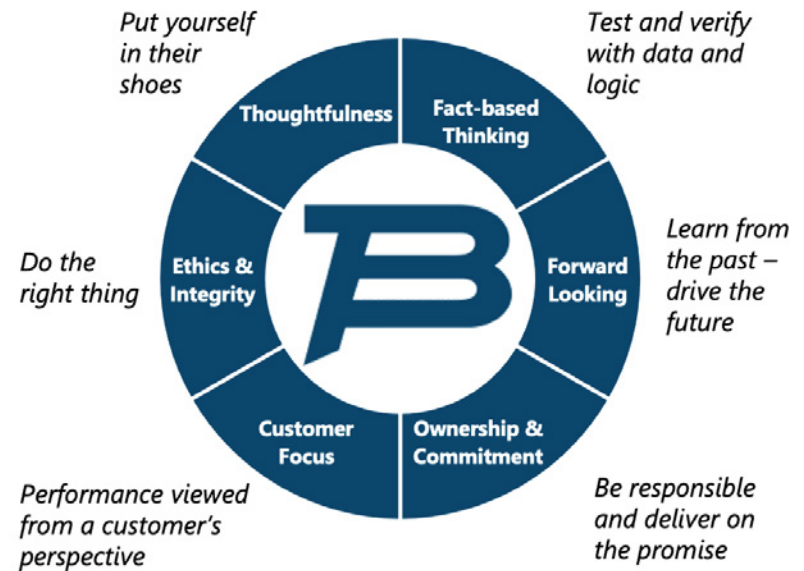 Put yourself
in their
shoes
Test and verify
with data and
logic
Thoughtfulness
Fact-based
Thinking
Do the
right thing
Ethics &
Integrity
Forward
Looking
Learn from
the past –
drive the
future
Customer
Focus
Ownership &
Commitment
Performance viewed
from a customer's
perspective
Be responsible
and deliver on
the promise